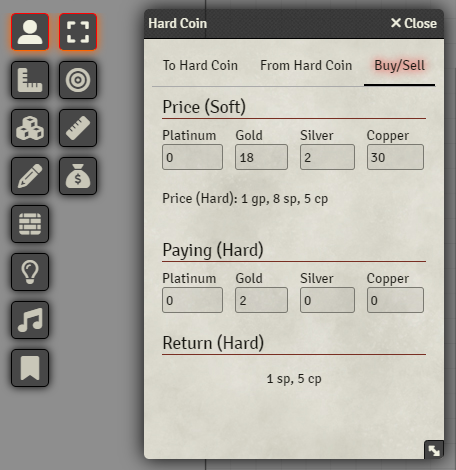 Hard Coin
Close
To Hard Coin From Hard Coin Buy/Sell
Price (Soft)
Platinum Gold Silver Copper
0 18 2 30
Price (Hard): 1 gp, 8 sp, 5 cp
Paying (Hard)
Platinum Gold Silver Copper
0 2 0 0
Return (Hard)
1 sp, 5 cp